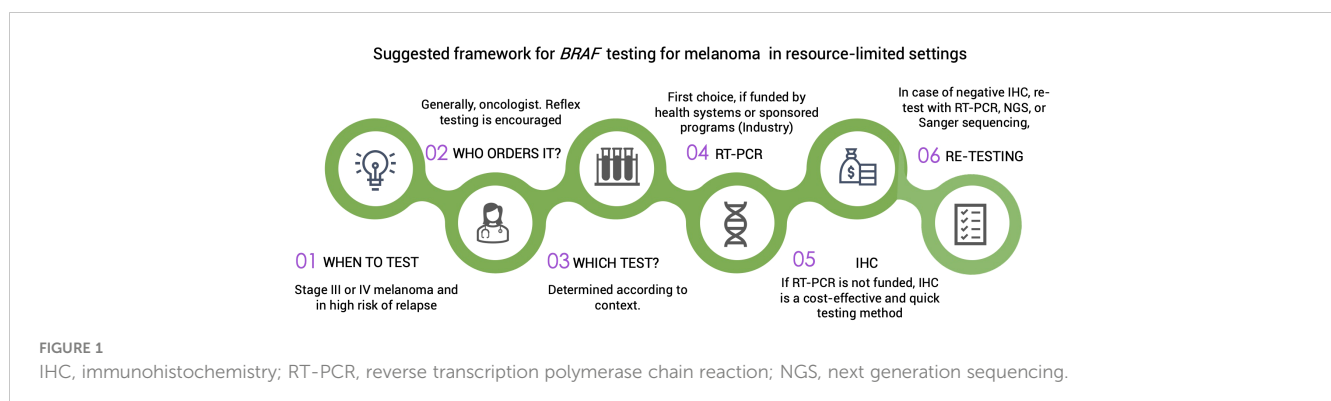 Suggested framework for BRAF testing for melanoma in resource-limited settings
01 WHEN TO TEST
Stage III or IV melanoma and
in high risk of relapse
Generally, oncologist. Reflex
testing is encouraged
02 WHO ORDERS IT?
03 WHICH TEST?
Determined according to
context.
First choice, if funded by
health systems or sponsored
programs (Industry)
04 RT-PCR
05 IHC
If RT-PCR is not funded, IHC
is a cost-effective and quick
testing method
In case of negative IHC, re-
test with RT-PCR, NGS, or
Sanger sequencing,
06 RE-TESTING
$
FIGURE 1
IHC, immunohistochemistry; RT-PCR, reverse transcription polymerase chain reaction; NGS, next generation sequencing.